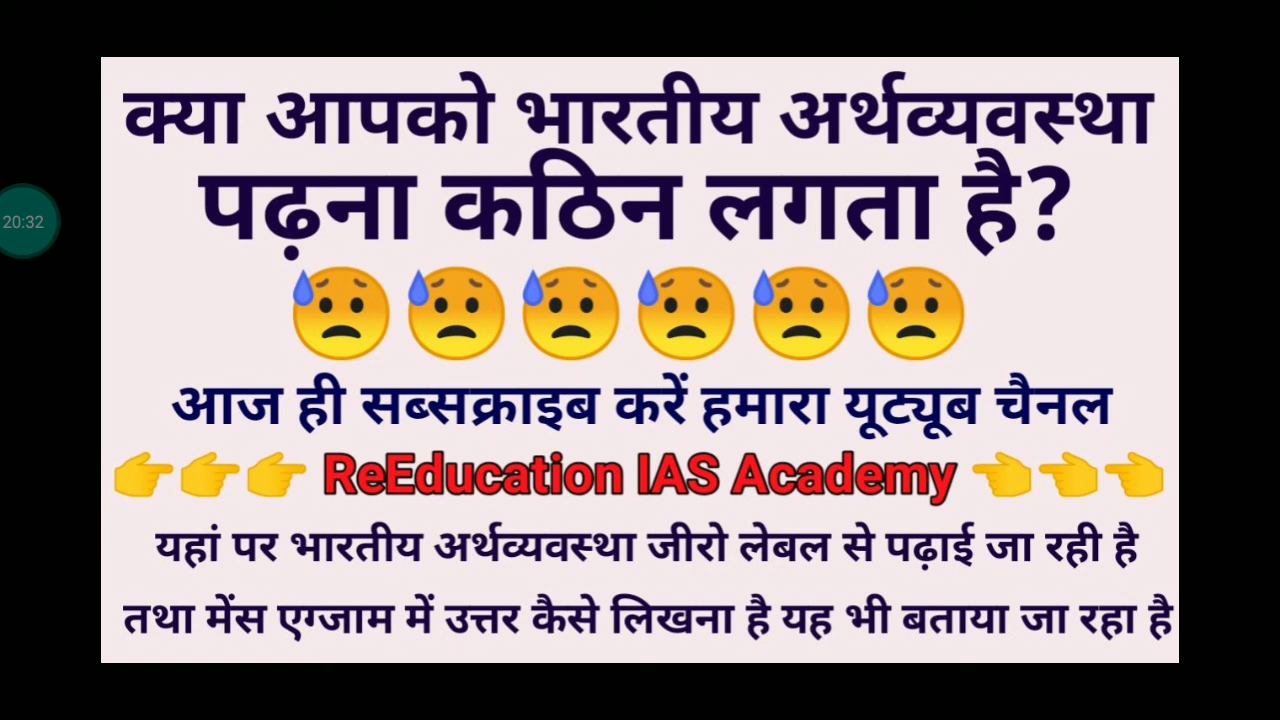 क्या आपको भारतीय अर्थव्यवस्था
पढ़ना कठिन लगता है?
20:32
😰😰😰😰😰😰
आज ही सब्सक्राइब करें हमारा यूट्यूब चैनल
👉👉👉 ReEducation IAS Academy 👈👈👈
यहां पर भारतीय अर्थव्यवस्था जीरो लेबल से पढ़ाई जा रही है
तथा मेंस एग्जाम में उत्तर कैसे लिखना है यह भी बताया जा रहा है